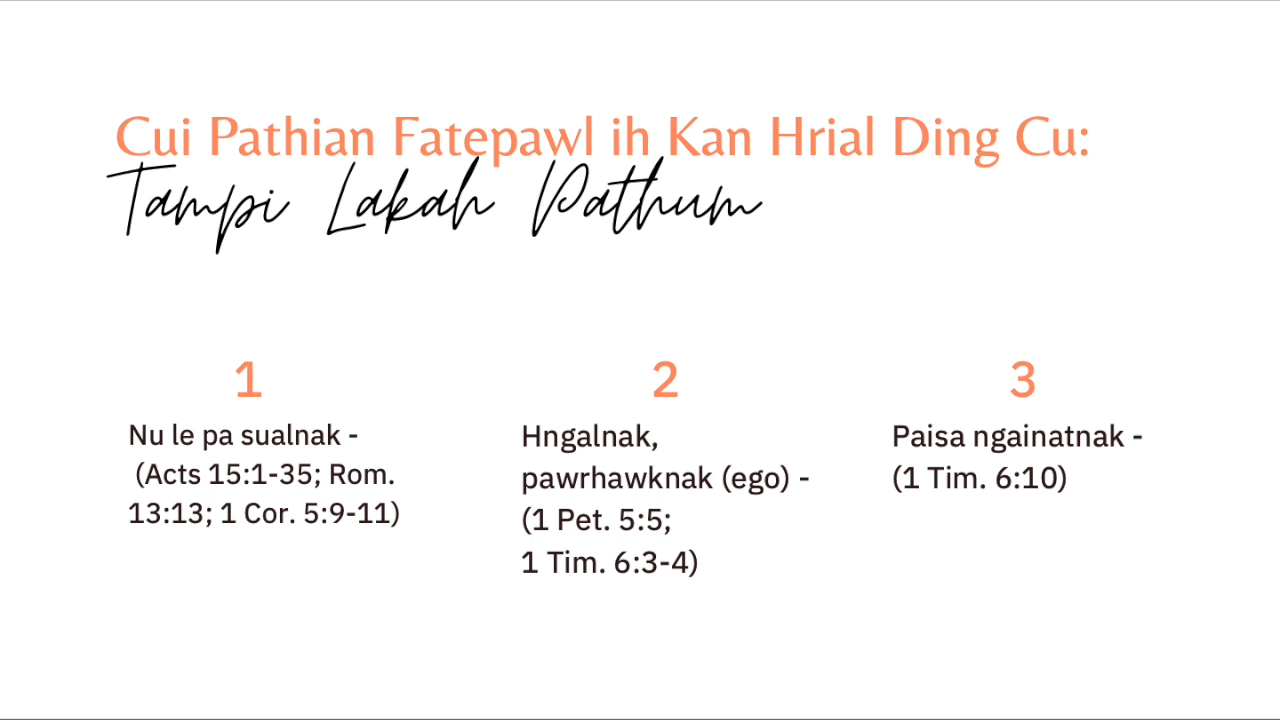 Cui Pathian Fatepawl ih Kan Hrial Ding Cu:
Tampi Lakah Pathum
1
Nu le pa sualnak -
(Acts 15:1-35; Rom.
13:13; 1 Cor. 5:9-11)
2
Hngalnak,
pawrhawknak (ego) -
(1 Pet. 5:5;
1 Tim. 6:3-4)
3
Paisa ngainatnak -
(1 Tim. 6:10)